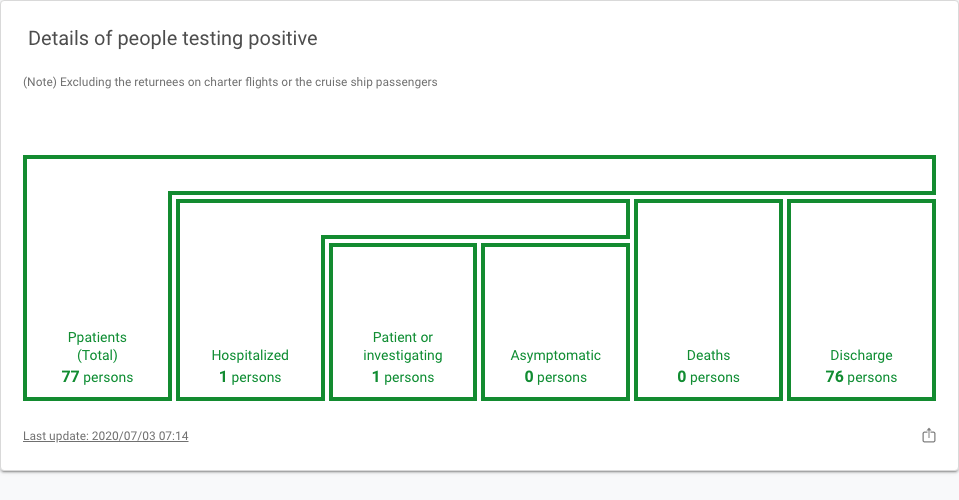 Details of people testing positive
(Note) Excluding the returnees on charter flights or the cruise ship passengers
Ppatients
(Total)
77 persons
Hospitalized
1 persons
Patient or
investigating
1 persons
Asymptomatic
0 persons
Deaths
0 persons
Discharge
76 persons
Last update: 2020/07/03 07:14